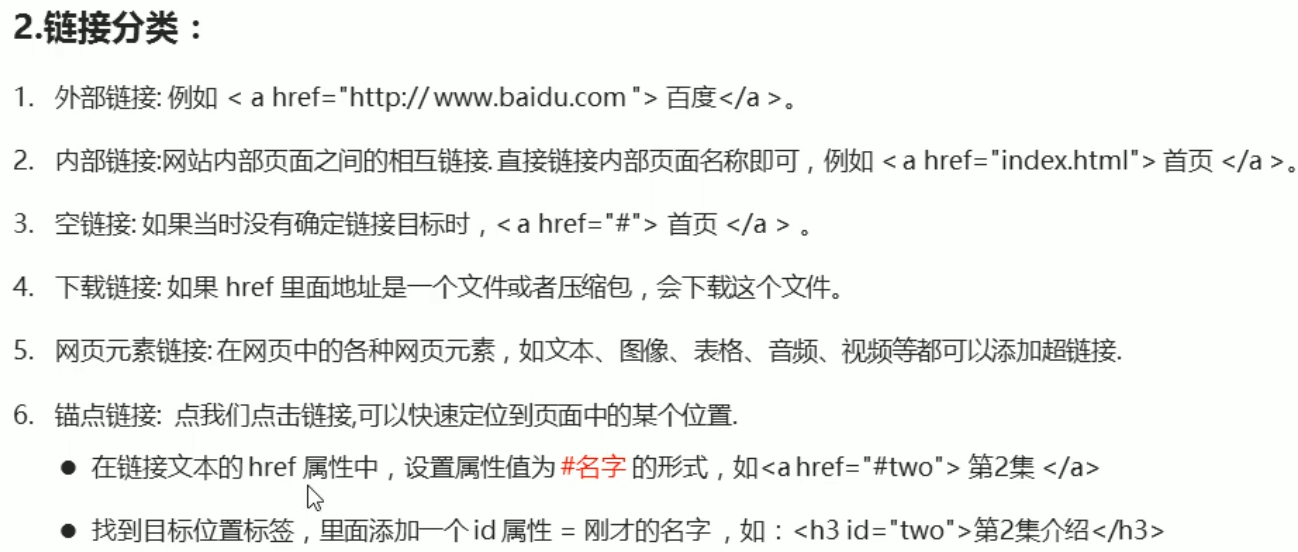 2.链接分类：
1. 外部链接: 例如 < a href="http:// www.baidu.com "> 百度</a >。
2. 内部链接:网站内部页面之间的相互链接. 直接链接内部页面名称即可，例如 < a href="index.html"> 首页 </a >。
3. 空链接: 如果当时没有确定链接目标时，< a href="#"> 首页 </a > 。
4. 下载链接: 如果 href 里面地址是一个文件或者压缩包，会下载这个文件。
5. 网页元素链接: 在网页中的各种网页元素，如文本、图像、表格、音频、视频等都可以添加超链接.
6. 锚点链接: 点我们点击链接,可以快速定位到页面中的某个位置.
● 在链接文本的 href 属性中，设置属性值为 #名字 的形式，如<a href="#two"> 第2集 </a>
● 找到目标位置标签，里面添加一个 id 属性 = 刚才的名字 ，如：<h3 id="two">第2集介绍</h3>